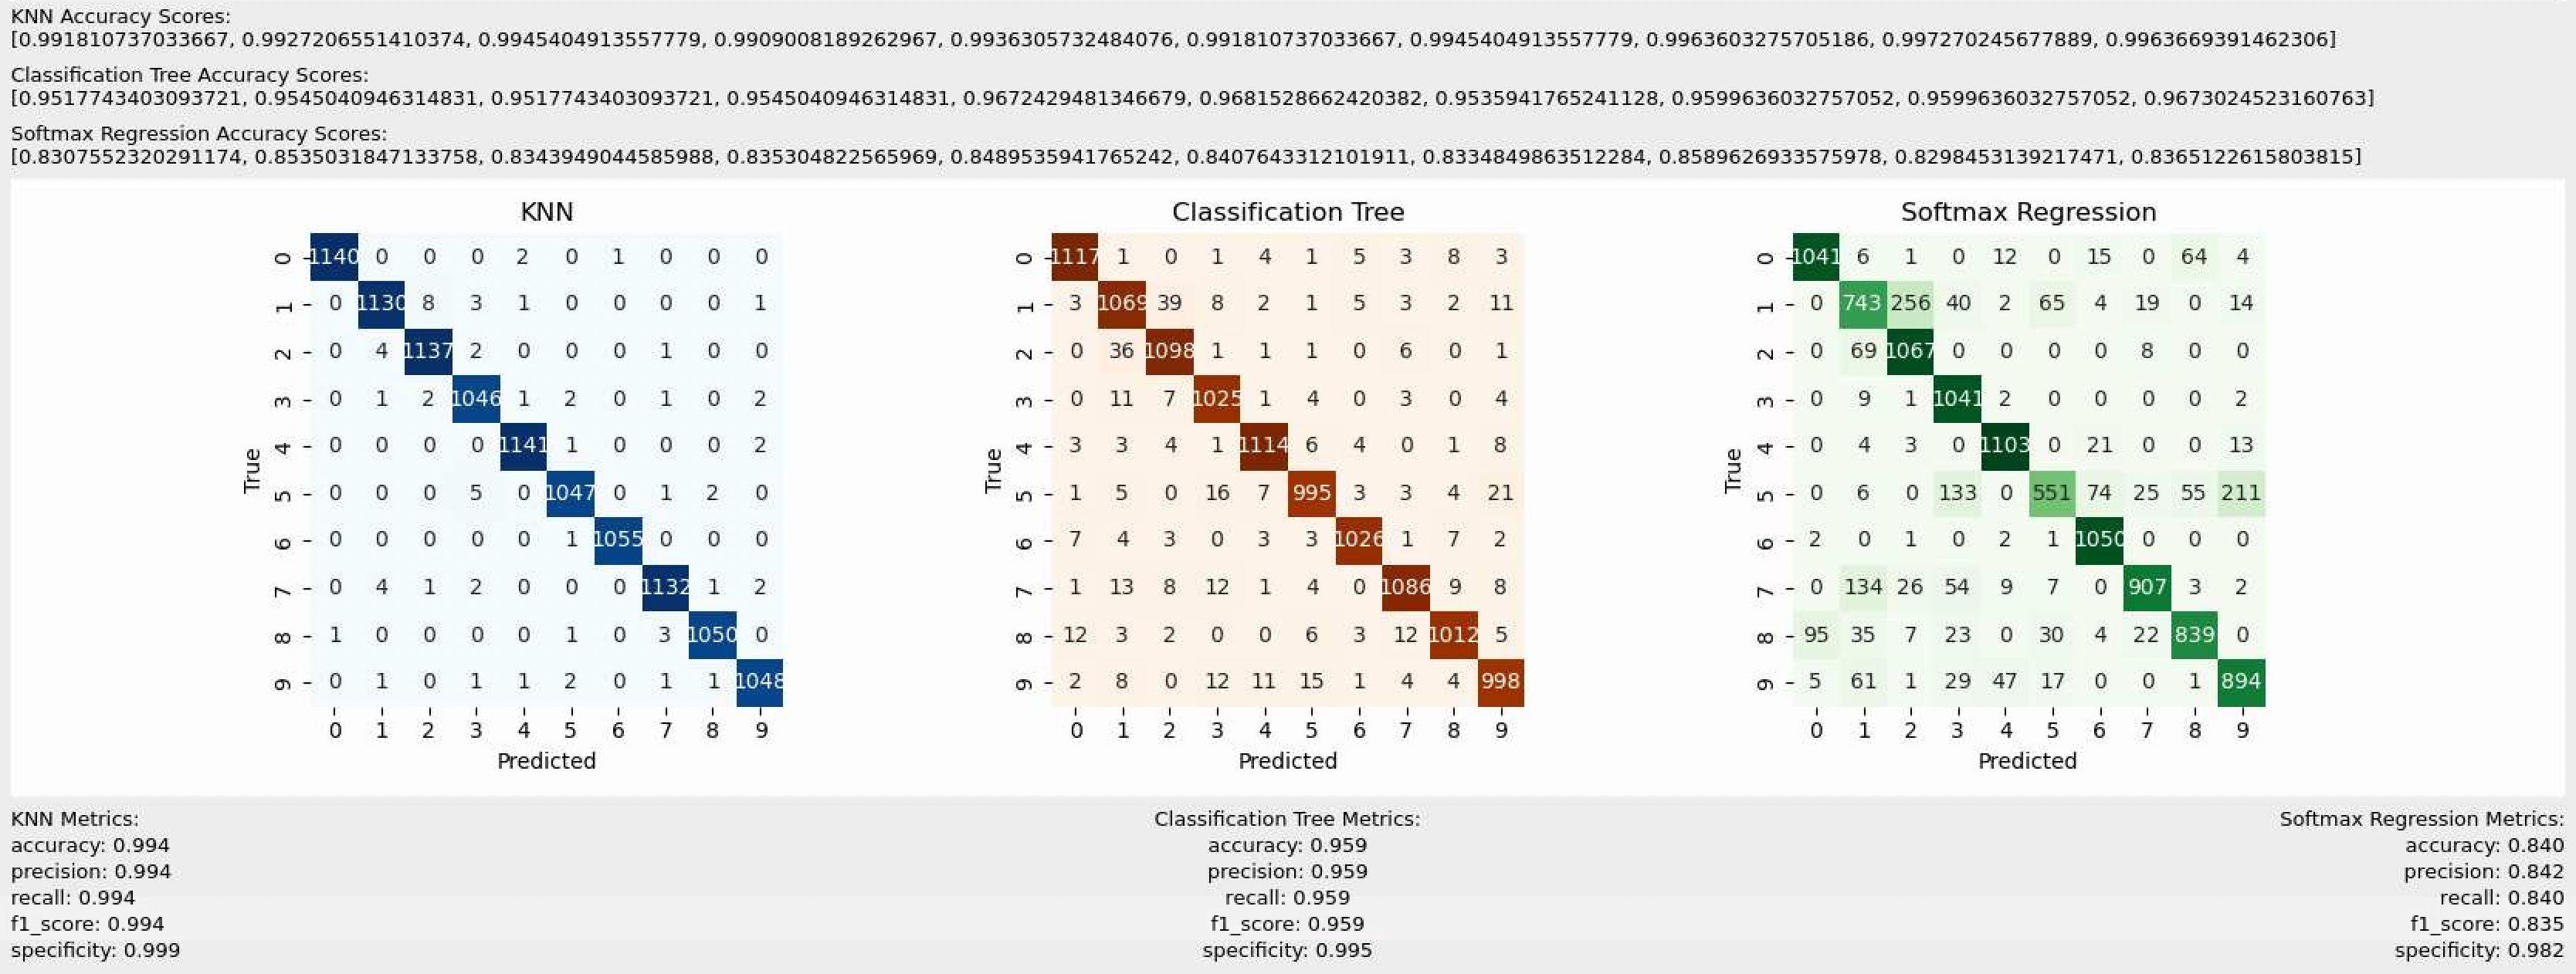 KNN Accuracy Scores:
[0.991810737033667, 0.9927206551410374, 0.9945404913557779, 0.9909008189262967, 0.9936305732484076, 0.991810737033667, 0.9945404913557779, 0.9963603275705186, 0.997270245677889, 0.9963669391462306]
Classification Tree Accuracy Scores:
[0.9517743403093721, 0.9545040946314831, 0.9517743403093721, 0.9545040946314831, 0.9672429481346679, 0.9681528662420382, 0.9535941765241128, 0.9599636032757052, 0.9599636032757052, 0.9673024523160763]
Softmax Regression Accuracy Scores:
[0.8307552320291174, 0.8535031847133758, 0.8343949044585988, 0.835304822565969, 0.8489535941765242, 0.8407643312101911, 0.8334849863512284, 0.8589626933575978, 0.8298453139217471, 0.8365122615803815]
KNN
True
0 1140 0 0 0 2 0 1 0 0 0
1 0 1130 8 3 1 0 0 0 0 1
2 0 4 1137 2 0 0 0 1 0 0
3 0 1 2 1046 1 2 0 1 0 2
4 0 0 0 0 1141 1 0 0 0 2
5 0 0 0 5 0 1047 0 1 2 0
6 0 0 0 0 0 1 1055 0 0 0
7 0 4 1 2 0 0 0 1132 1 2
8 1 0 0 0 0 1 0 3 1050 0
9 0 1 0 1 1 2 0 1 1 1048
0 1 2 3 4 5 6 7 8 9
Predicted
Classification Tree
True
0 1117 1 0 1 4 1 5 3 8 3
1 3 1069 39 8 2 1 5 3 2 11
2 0 36 1098 1 1 1 0 6 0 1
3 0 11 7 1025 1 4 0 3 0 4
4 3 3 4 1 1114 6 4 0 1 8
5 1 5 0 16 7 995 3 3 4 21
6 7 4 3 0 3 3 1026 1 7 2
7 1 13 8 12 1 4 0 1086 9 8
8 12 3 2 0 0 6 3 12 1012 5
9 2 8 0 12 11 15 1 4 4 998
0 1 2 3 4 5 6 7 8 9
Predicted
Softmax Regression
True
0 1041 6 1 0 12 0 15 0 64 4
1 0 743 256 40 2 65 4 19 0 14
2 0 69 1067 0 0 0 0 8 0 0
3 0 9 1 1041 2 0 0 0 0 2
4 0 4 3 0 1103 0 21 0 0 13
5 0 6 0 133 0 551 74 25 55 211
6 2 0 1 0 2 1 1050 0 0 0
7 0 134 26 54 9 7 0 907 3 2
8 95 35 7 23 0 30 4 22 839 0
9 5 61 1 29 47 17 0 0 1 894
0 1 2 3 4 5 6 7 8 9
Predicted
KNN Metrics:
accuracy: 0.994
precision: 0.994
recall: 0.994
f1_score: 0.994
specificity: 0.999
Classification Tree Metrics:
accuracy: 0.959
precision: 0.959
recall: 0.959
f1_score: 0.959
specificity: 0.995
Softmax Regression Metrics:
accuracy: 0.840
precision: 0.842
recall: 0.840
f1_score: 0.835
specificity: 0.982